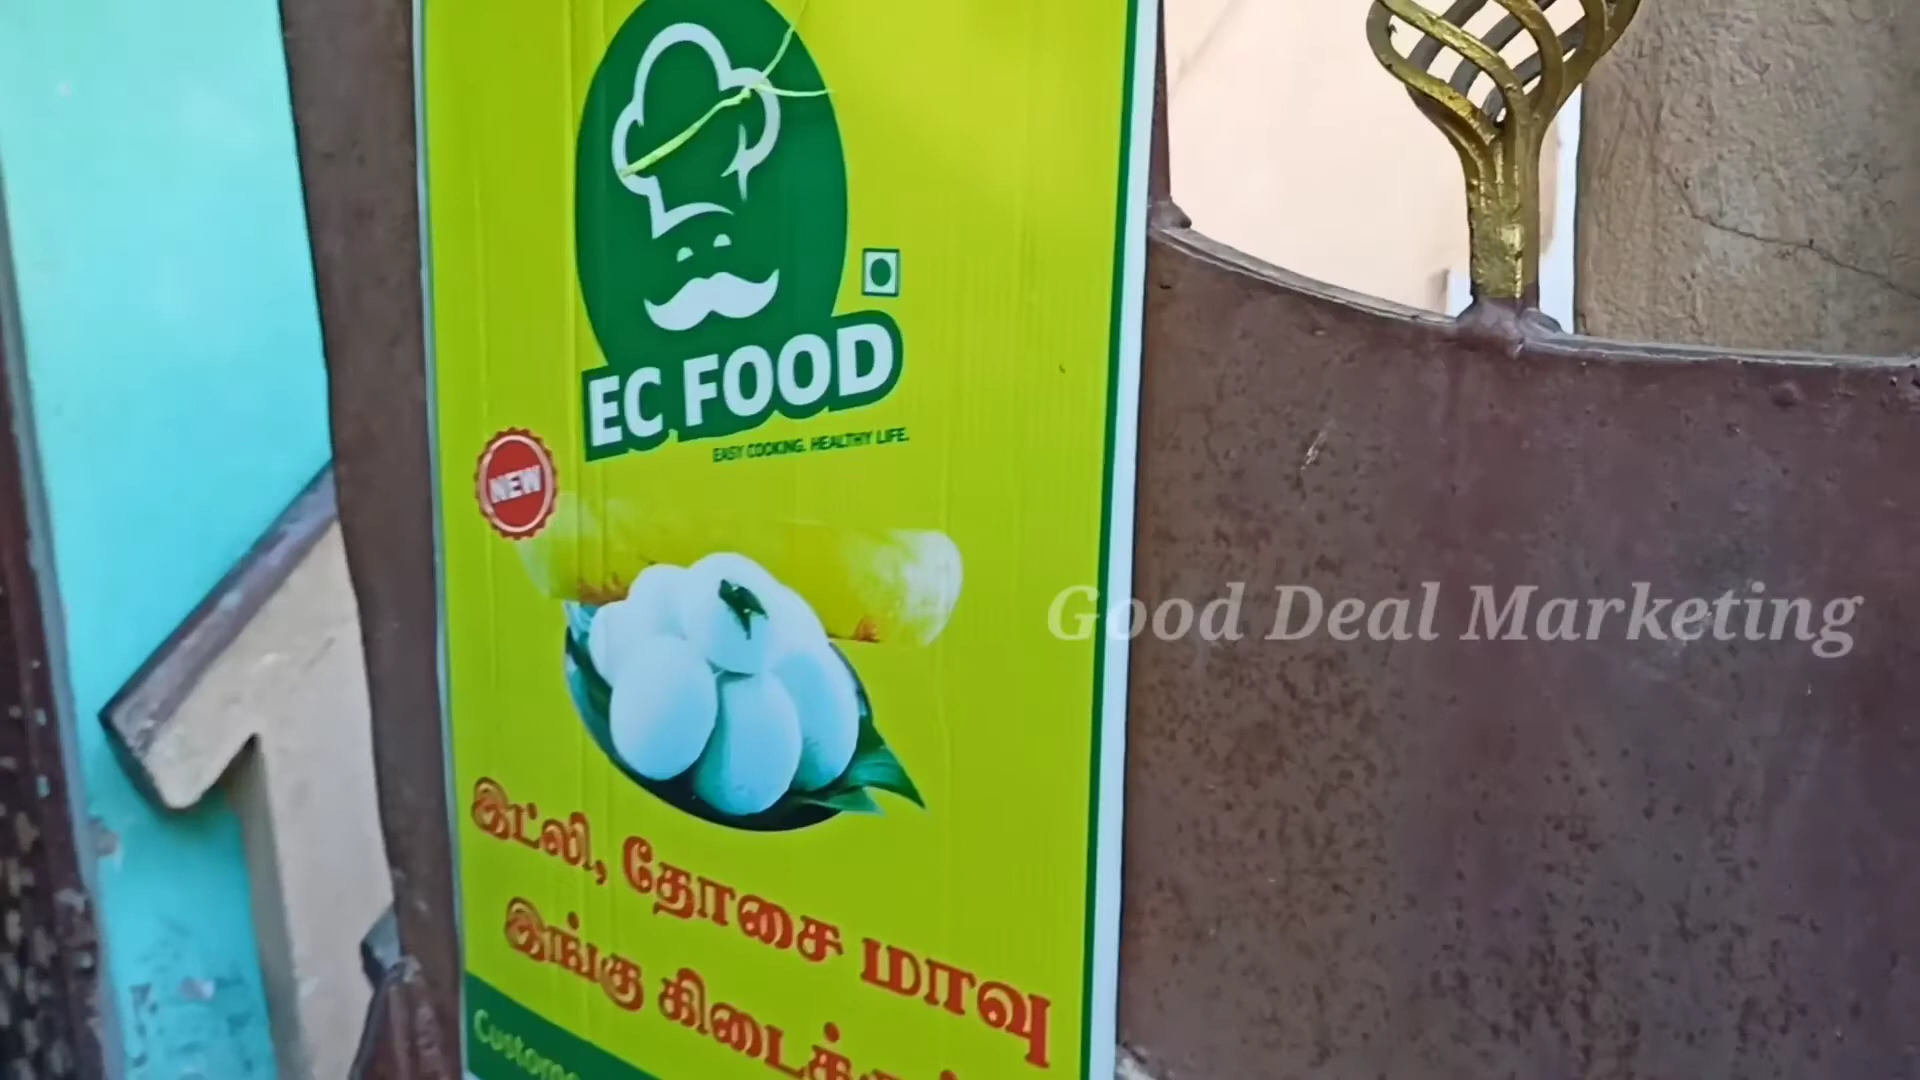 EC FOOD
EASY COOKING. HEALTHY LIFE.
NEW
Good Deal Marketing
இட்லி, தோசை மாவு
இங்கு